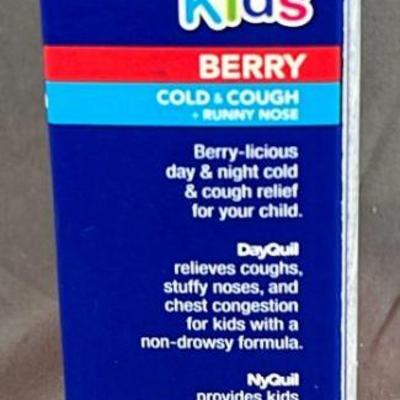 Kids
BERRY
COLD & COUGH
+ RUNNY NOSE
Berry-licious
day & night cold
& cough relief
for your child.
DayQuil
relieves coughs,
stuffy noses, and
chest congestion
for kids with a
non-drowsy formula.
NyQuil
provides kids